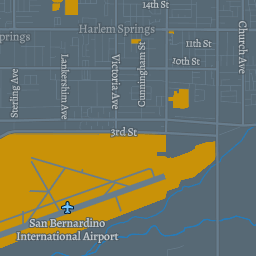 14th St
Harlem Springs
Springs
11th St
10th St
Sterling Ave
Lankershim Ave
Victoria Ave
Cunningham St
Church Ave
3rd St
San Bernardino
International Airport